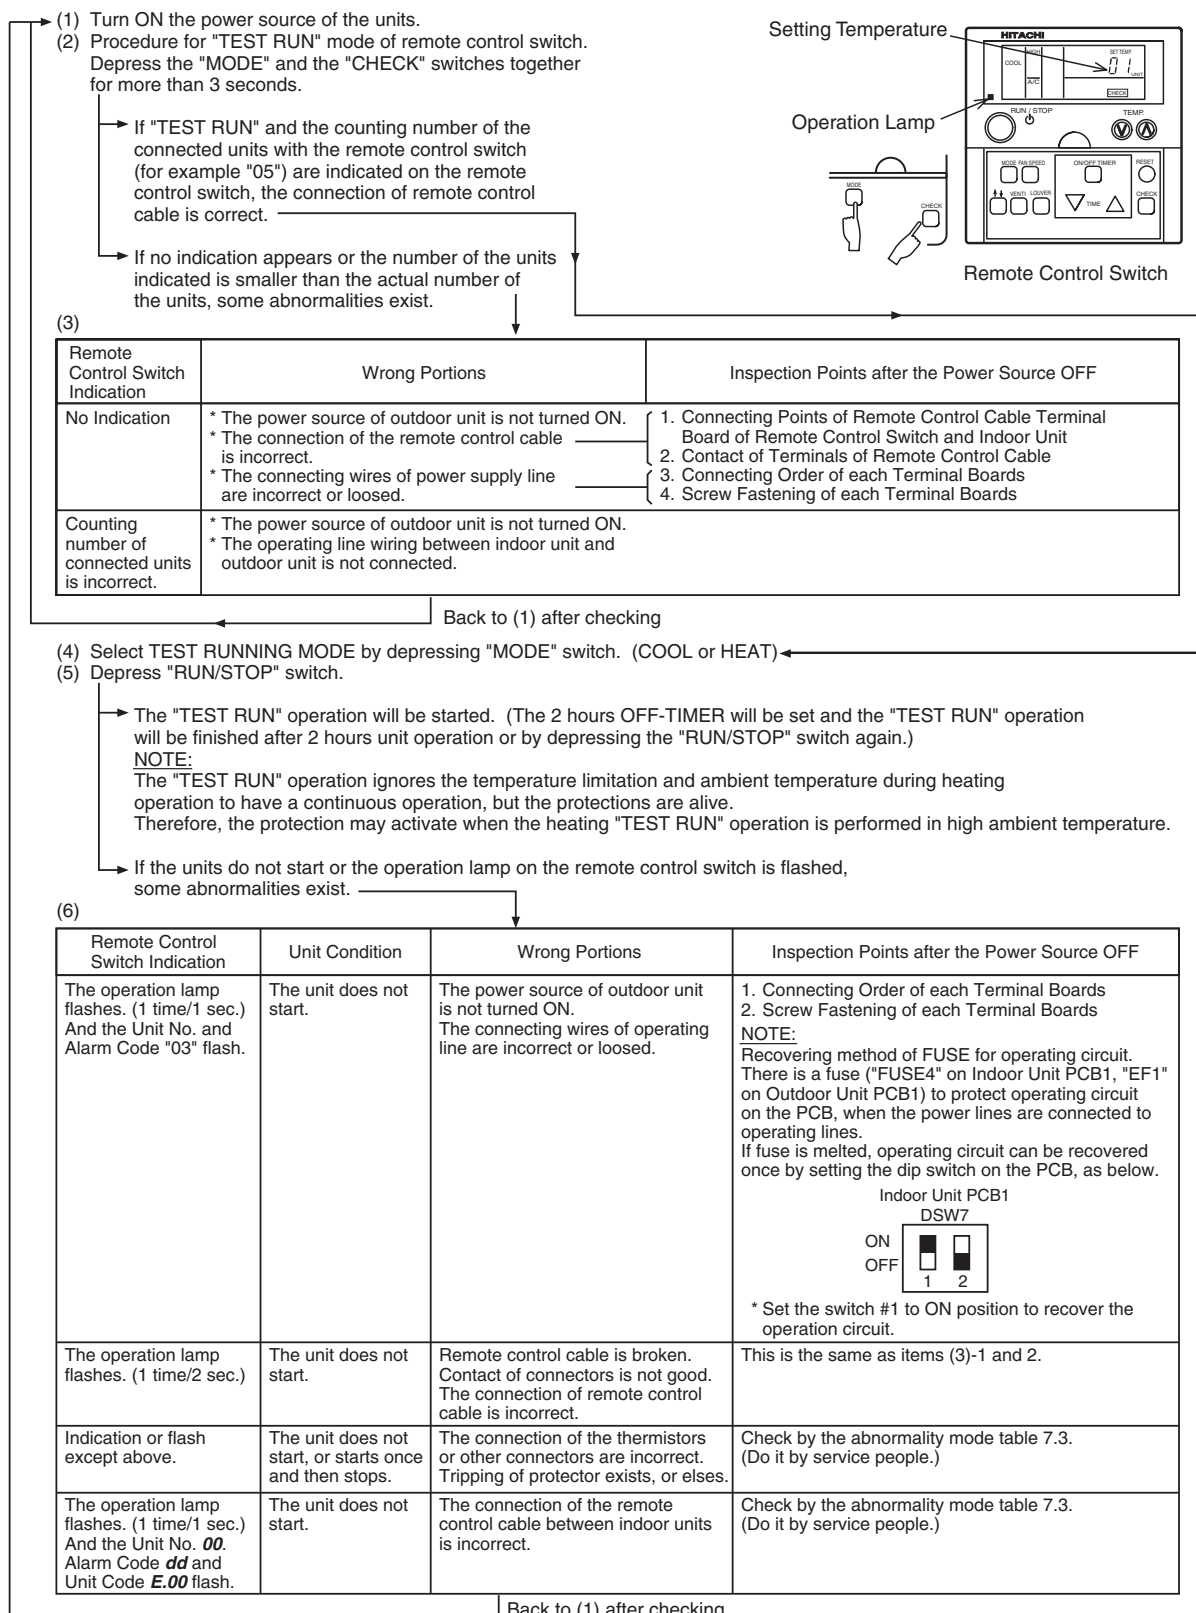 (1) Turn ON the power source of the units.
(2) Procedure for "TEST RUN" mode of remote control switch.
Depress the "MODE" and the "CHECK" switches together
for more than 3 seconds.
If "TEST RUN" and the counting number of the
connected units with the remote control switch
(for example "05") are indicated on the remote
control switch, the connection of remote control
cable is correct.
If no indication appears or the number of the units
indicated is smaller than the actual number of
the units, some abnormalities exist.
Setting Temperature
Operation Lamp
HITACHI
HIGH
SET TEMP.
COOL
01
UNIT
A/C
CHECK
RUN / STOP
TEMP.
MODE FAN SPEED
ON/OFF TIMER
RESET
VENTI LOUVER
TIME
CHECK
MODE
CHECK
Remote Control Switch
(3)
Remote
Control Switch
Indication
Wrong Portions
Inspection Points after the Power Source OFF
No Indication
* The power source of outdoor unit is not turned ON.
* The connection of the remote control cable
is incorrect.
* The connecting wires of power supply line
are incorrect or loosed.
1. Connecting Points of Remote Control Cable Terminal
Board of Remote Control Switch and Indoor Unit
2. Contact of Terminals of Remote Control Cable
3. Connecting Order of each Terminal Boards
4. Screw Fastening of each Terminal Boards
Counting
number of
connected units
is incorrect.
* The power source of outdoor unit is not turned ON.
* The operating line wiring between indoor unit and
outdoor unit is not connected.
Back to (1) after checking
(4) Select TEST RUNNING MODE by depressing "MODE" switch. (COOL or HEAT)
(5) Depress "RUN/STOP" switch.
The "TEST RUN" operation will be started. (The 2 hours OFF-TIMER will be set and the "TEST RUN" operation
will be finished after 2 hours unit operation or by depressing the "RUN/STOP" switch again.)
NOTE:
The "TEST RUN" operation ignores the temperature limitation and ambient temperature during heating
operation to have a continuous operation, but the protections are alive.
Therefore, the protection may activate when the heating "TEST RUN" operation is performed in high ambient temperature.
If the units do not start or the operation lamp on the remote control switch is flashed,
some abnormalities exist.
(6)
Remote Control
Switch Indication
Unit Condition
Wrong Portions
Inspection Points after the Power Source OFF
The operation lamp
flashes. (1 time/1 sec.)
And the Unit No. and
Alarm Code "03" flash.
The unit does not
start.
The power source of outdoor unit
is not turned ON.
The connecting wires of operating
line are incorrect or loosed.
1. Connecting Order of each Terminal Boards
2. Screw Fastening of each Terminal Boards
NOTE:
Recovering method of FUSE for operating circuit.
There is a fuse ("FUSE4" on Indoor Unit PCB1, "EF1"
on Outdoor Unit PCB1) to protect operating circuit
on the PCB, when the power lines are connected to
operating lines.
If fuse is melted, operating circuit can be recovered
once by setting the dip switch on the PCB, as below.
Indoor Unit PCB1
DSW7
ON
OFF
1 2
* Set the switch #1 to ON position to recover the
operation circuit.
The operation lamp
flashes. (1 time/2 sec.)
The unit does not
start.
Remote control cable is broken.
Contact of connectors is not good.
The connection of remote control
cable is incorrect.
This is the same as items (3)-1 and 2.
Indication or flash
except above.
The unit does not
start, or starts once
and then stops.
The connection of the thermistors
or other connectors are incorrect.
Tripping of protector exists, or elses.
Check by the abnormality mode table 7.3.
(Do it by service people.)
The operation lamp
flashes. (1 time/1 sec.)
And the Unit No. 00.
Alarm Code dd and
Unit Code E.00 flash.
The unit does not
start.
The connection of the remote
control cable between indoor units
is incorrect.
Check by the abnormality mode table 7.3.
(Do it by service people.)
Back to (1) after checking